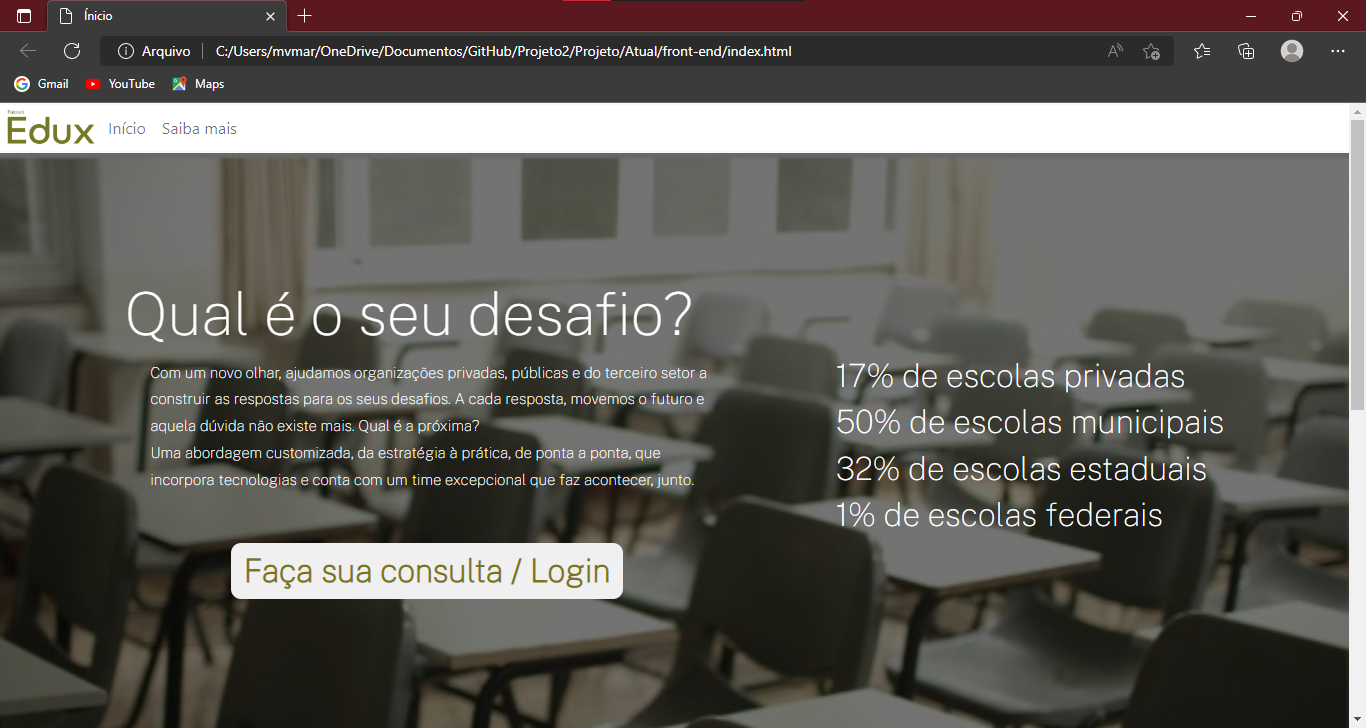 Ínicio
Arquivo
C:/Users/mvmar/OneDrive/Documentos/GitHub/Projeto2/Projeto/Atual/front-end/index.html
Gmail
YouTube
Maps
Falconi
Edux
Início
Saiba mais
Qual é o seu desafio?
Com um novo olhar, ajudamos organizações privadas, públicas e do terceiro setor a
construir as respostas para os seus desafios. A cada resposta, movemos o futuro e
aquela dúvida não existe mais. Qual é a próxima?
Uma abordagem customizada, da estratégia à prática, de ponta a ponta, que
incorpora tecnologias e conta com um time excepcional que faz acontecer, junto.
Faça sua consulta / Login
17% de escolas privadas
50% de escolas municipais
32% de escolas estaduais
1% de escolas federais